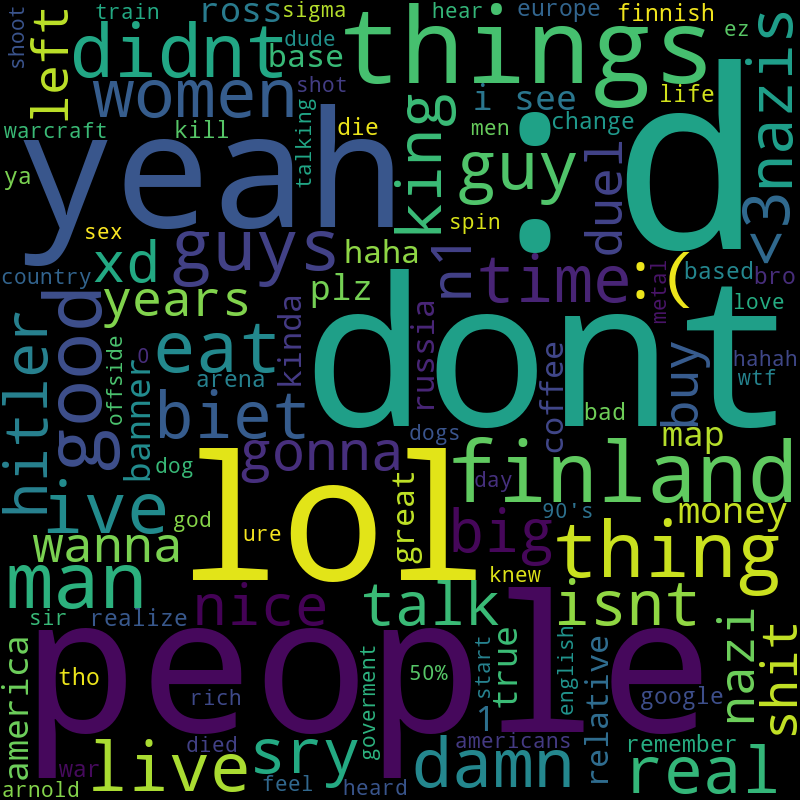 shoot
train
ross
sigma
hear
europe
finnish
ez
left
didnt
dude
base
things
:d
<3
nazis
women
shot
king
i see
life
warcraft
kill
talking
die
men
change
ya
yeah
guy
duel
sex
spin
guys
haha
n1
time
:(
metal
based
bro
country
xd
years
plz
russia
love
hitler
good
offside
o
eat
kinda
dont
coffee
buy
hahah
wtf
banner
arena
biet
bad
map
ive
dog
gonna
dogs
finland
day
lol
great
big
90's
money
wanna
god
ure
thing
man
knew
nice
talk
isnt
sir
realize
people
true
start
1
english
relative
nazi
shit
america
tho
rich
goverment
50%
google
live
died
sry
damn
americans
remember
real
arnold
war
feel
heard